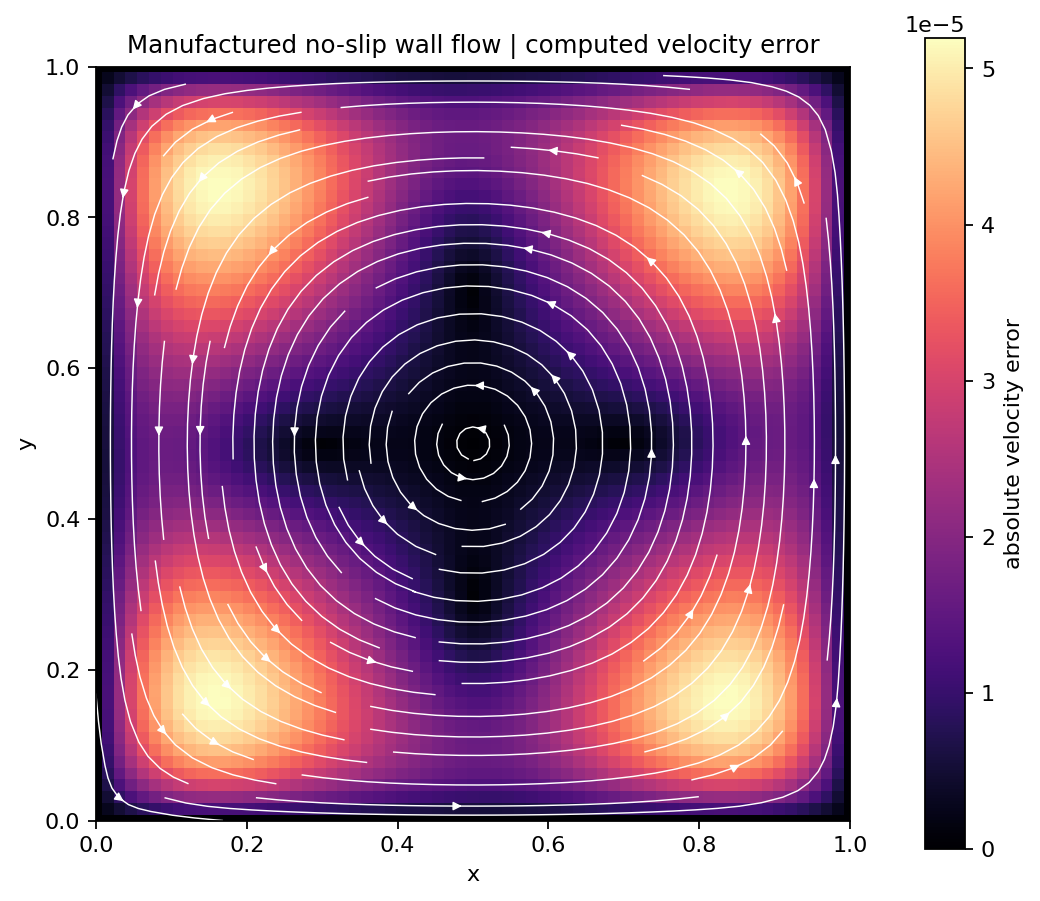 Manufactured no-slip wall flow | computed velocity error
1e−5
1.0
0.8
0.6
0.4
0.2
0.0
y
0.0 0.2 0.4 0.6 0.8 1.0
x
5
4
3
2
1
0
absolute velocity error